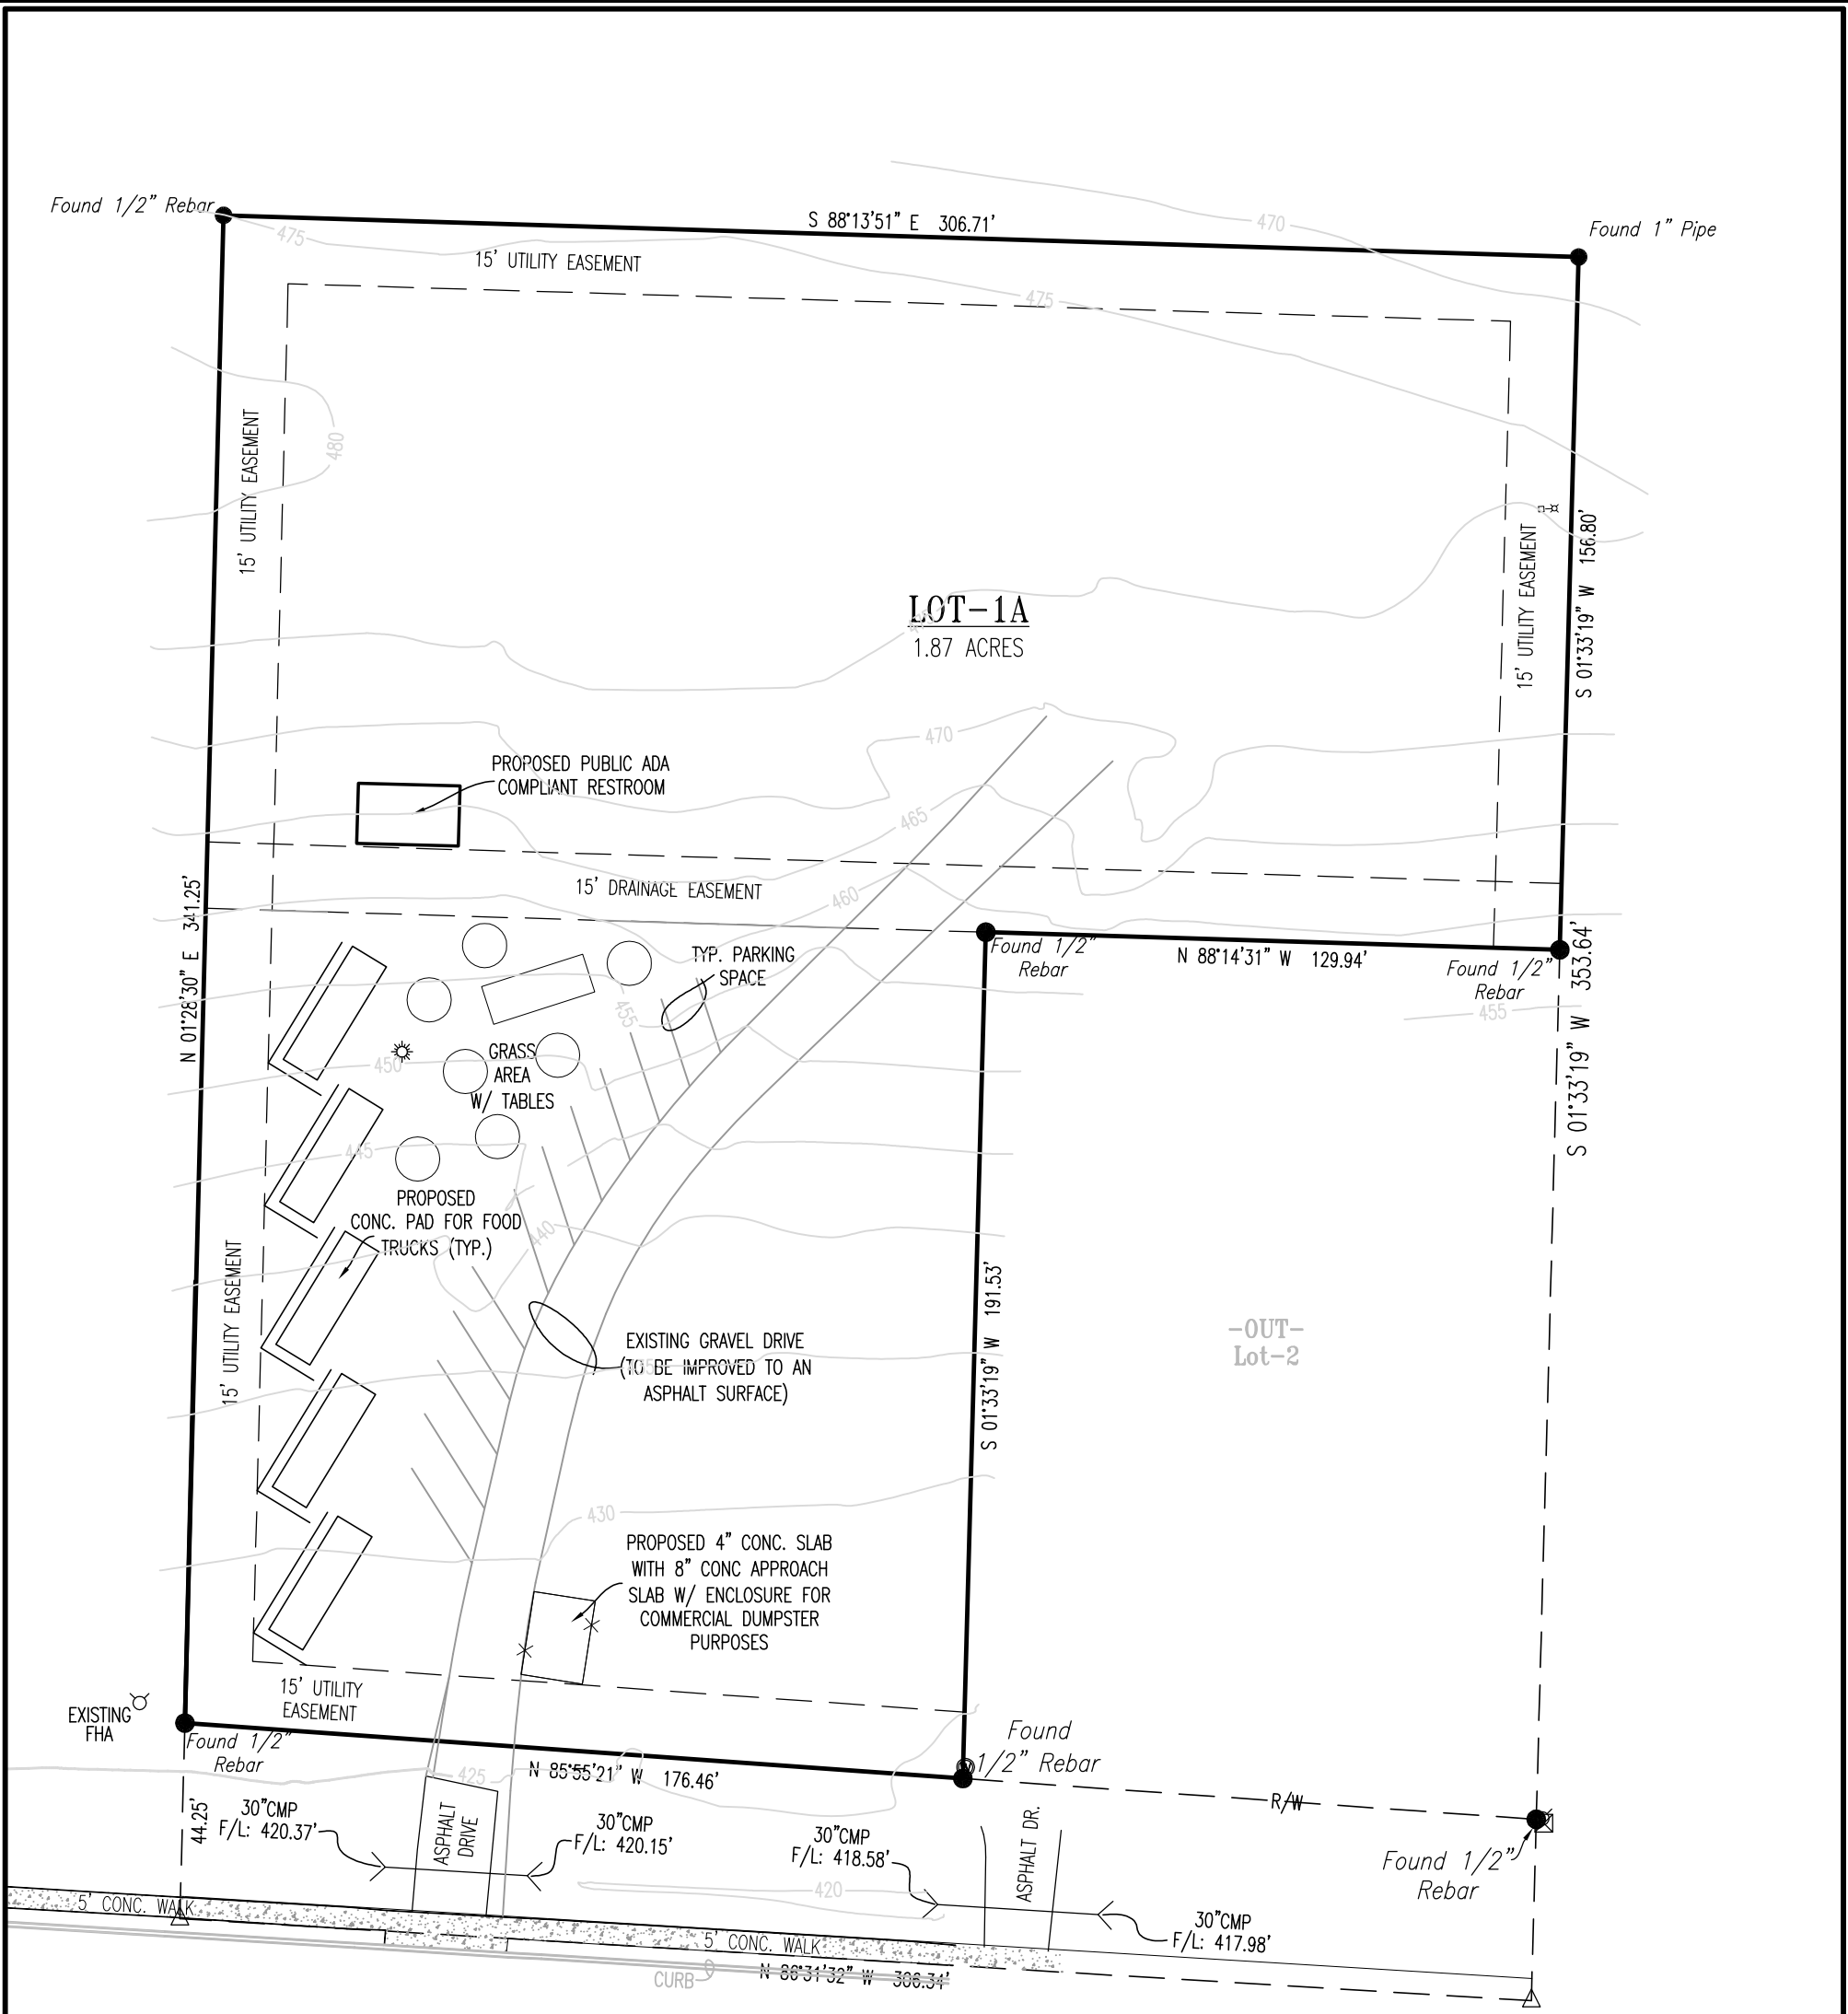 Found 1/2" Rebar
S 88°13'51" E 306.71'
470
Found 1" Pipe
475
15' UTILITY EASEMENT
475
480
15' UTILITY EASEMENT
15' UTILITY EASEMENT
S 01°33'19" W 156.80'
LOT-1A
1.87 ACRES
470
PROPOSED PUBLIC ADA
COMPLIANT RESTROOM
465
15' DRAINAGE EASEMENT
460
N 01°28'30" E 341.25'
TYP. PARKING
SPACE
Found 1/2"
Rebar
N 88°14'31" W 129.94'
Found 1/2"
Rebar
S 01°33'19" W 353.64'
455
455
450
GRASS
AREA
W/ TABLES
445
PROPOSED
CONC. PAD FOR FOOD
TRUCKS (TYP.)
440
15' UTILITY EASEMENT
S 01°33'19" W 191.53'
EXISTING GRAVEL DRIVE
(TO BE IMPROVED TO AN
ASPHALT SURFACE)
-OUT-
Lot-2
430
PROPOSED 4" CONC. SLAB
WITH 8" CONC APPROACH
SLAB W/ ENCLOSURE FOR
COMMERCIAL DUMPSTER
PURPOSES
15' UTILITY
EASEMENT
EXISTING
FHA
Found 1/2"
Rebar
Found
1/2" Rebar
425
N 85°55'21" W 176.46'
R/W
44.25'
30"CMP
F/L: 420.37'
ASPHALT
DRIVE
30"CMP
F/L: 420.15'
30"CMP
F/L: 418.58'
ASPHALT DR.
Found 1/2"
Rebar
420
30"CMP
F/L: 417.98'
5' CONC. WALK
5' CONC. WALK
CURB
N 86°31'32" W 306.34'